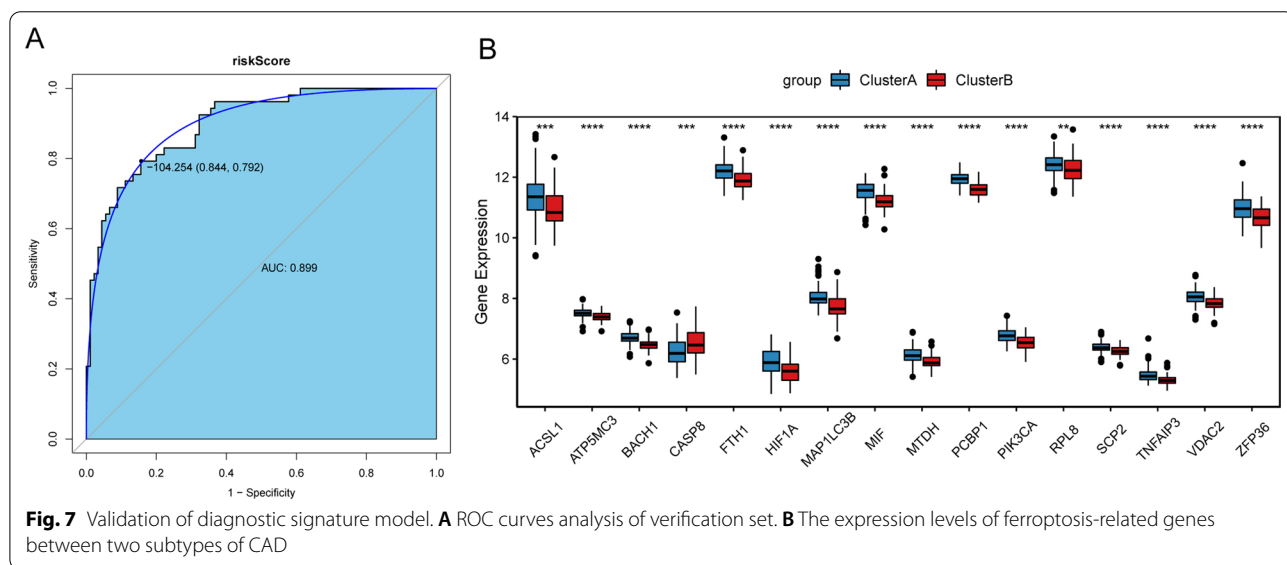 A
riskScore
Sensitivity
1.0
0.8
0.6
0.4
0.2
0.0
−104.254 (0.844, 0.792)
AUC: 0.899
0.0 0.2 0.4 0.6 0.8 1.0
1 − Specificity
B
group ClusterA ClusterB
Gene Expression
14
12
10
8
6
*** **** **** *** **** **** **** **** **** **** **** ** **** **** **** ****
ACSL1 ATP5MC3 BACH1 CASP8 FTH1 HIF1A MAP1LC3B MIF MTDH PCBP1 PIK3CA RPL8 SCP2 TNFAIP3 VDAC2 ZFP36
Fig. 7 Validation of diagnostic signature model. A ROC curves analysis of verification set. B The expression levels of ferroptosis-related genes
between two subtypes of CAD